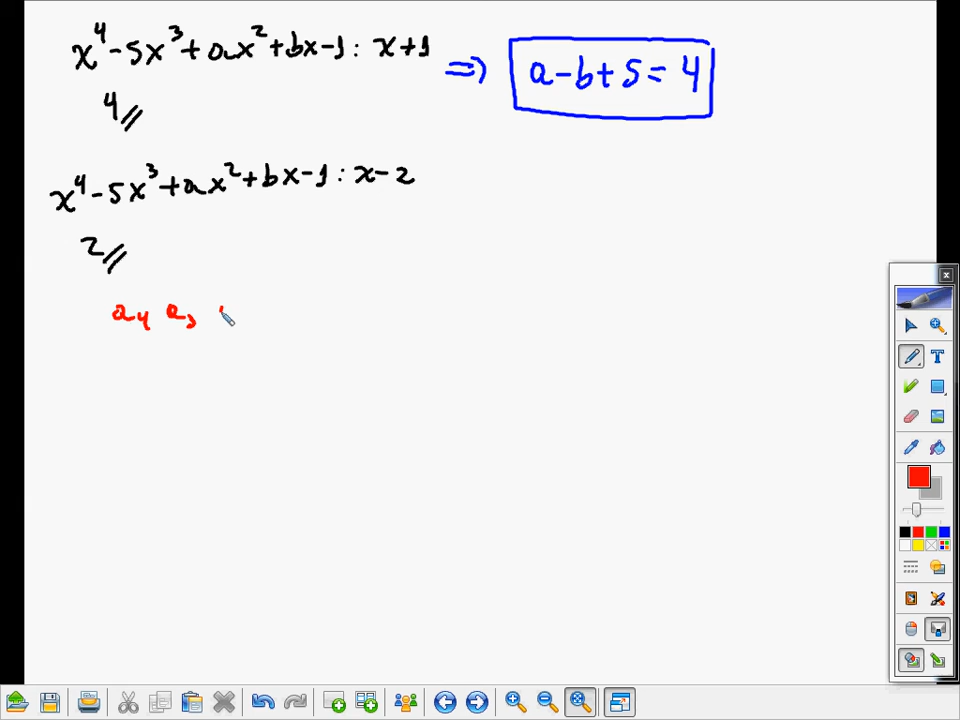 x⁴-5x³+ax²+bx-1: x+1
⇒ a-b+5=4
4
x⁴-5x³+ax²+bx-1: x-2
2
a₄ a₃